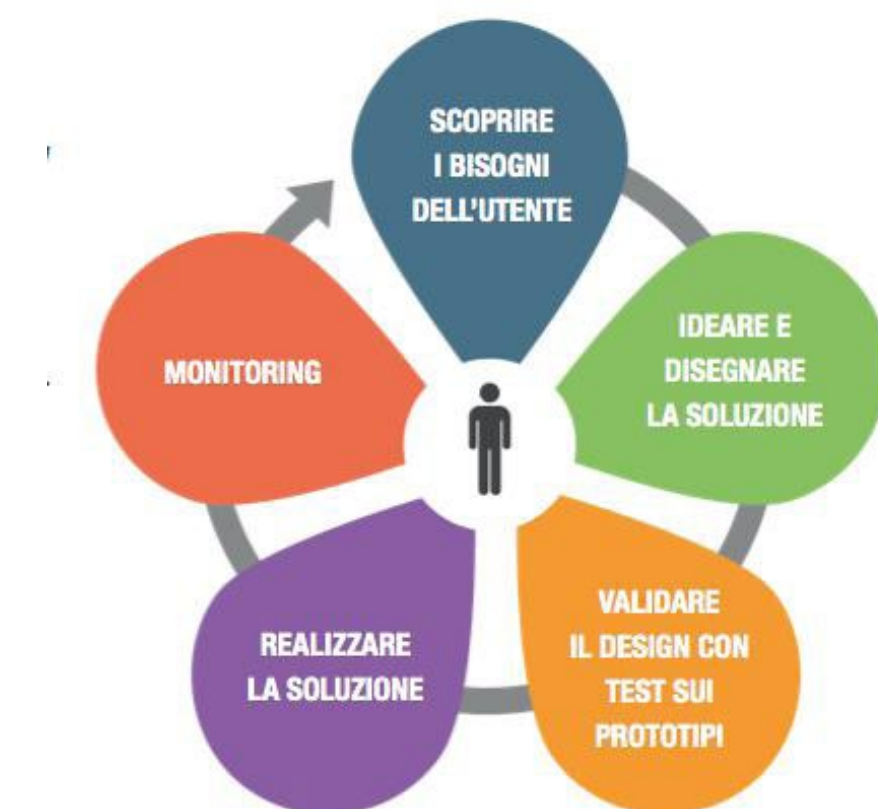 SCOPRIRE
I BISOGNI
DELL'UTENTE
IDEARE E
DISEGNARE
LA SOLUZIONE
VALIDARE
IL DESIGN CON
TEST SUI
PROTOTIPI
REALIZZARE
LA SOLUZIONE
MONITORING